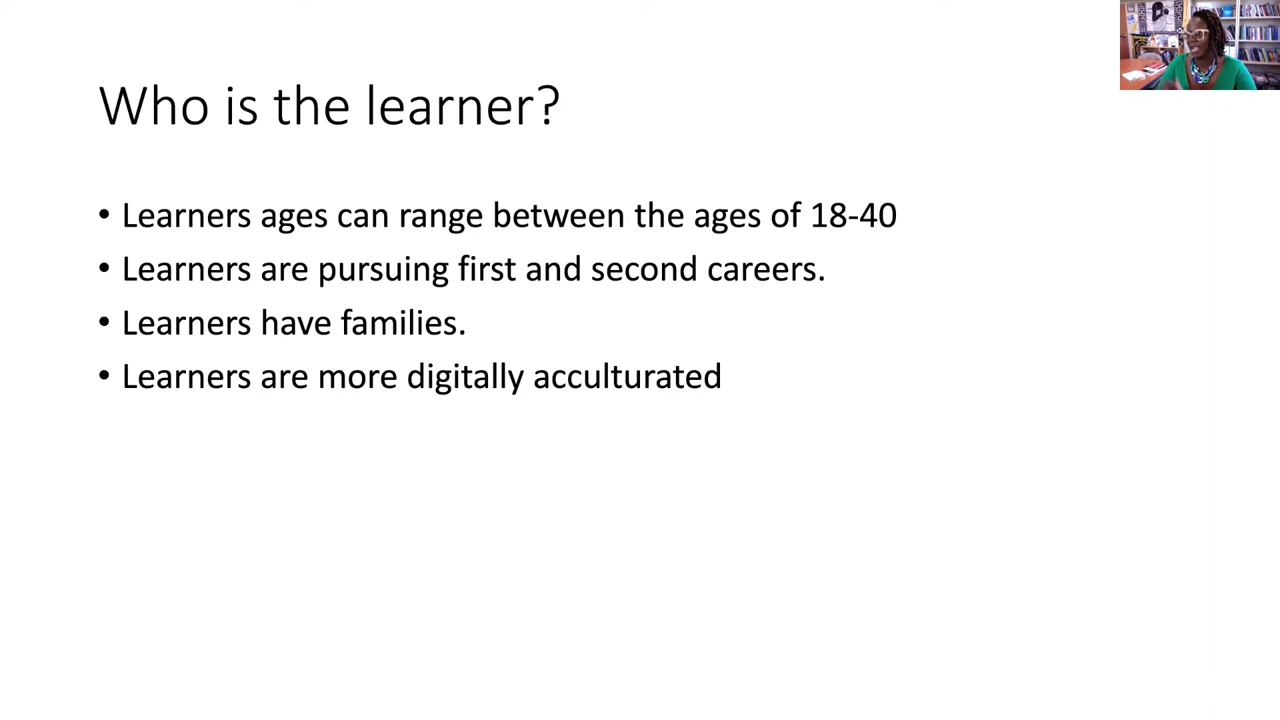 Who is the learner?
• Learners ages can range between the ages of 18-40
• Learners are pursuing first and second careers.
• Learners have families.
• Learners are more digitally acculturated